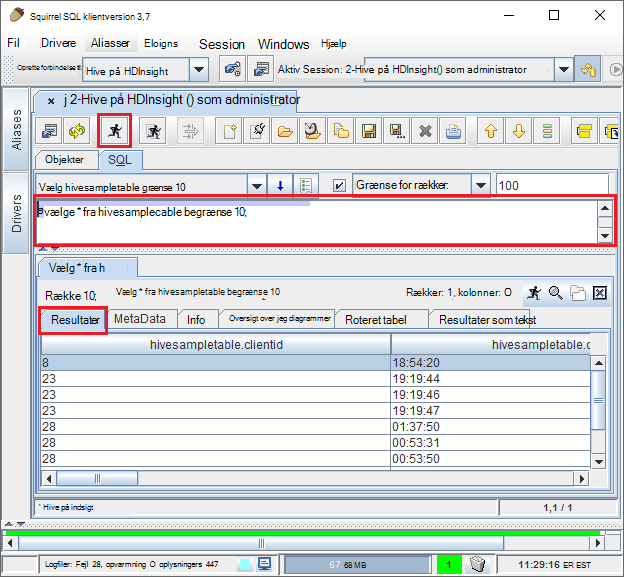 Squirrel SQL klientversion 3,7
Fil Drivere Aliasser Eloigns Session Windows Hjælp
Oprette forbindelse til: Hive på HDInsight Aktiv Session: 2-Hive på HDInsight() som administrator
× j 2-Hive på HDInsight () som administrator
Aliases
Drivers
Objekter SQL
Vælg hivesampletable grænse 10 Grænse for rækker: 100
vælge * fra hivesamplecable begrænse 10;
Vælg * fra h
Række 10; Vælg * fra hivesampletable begrænse 10 Rækker: 1, kolonner: O
Resultater MetaData Info Oversigt over jeg diagrammer Roteret tabel Resultater som tekst
hivesampletable.clientid hivesampletable.c
8 18:54:20
23 19:19:44
23 19:19:46
23 19:19:47
28 01:37:50
28 00:53:31
28 00:53:50
' Hive på indsigt 1,1 / 1
Logfiler: Fejl 28, opvarmning O oplysningers 447 67 68 MB 1 11:29:16 ER EST